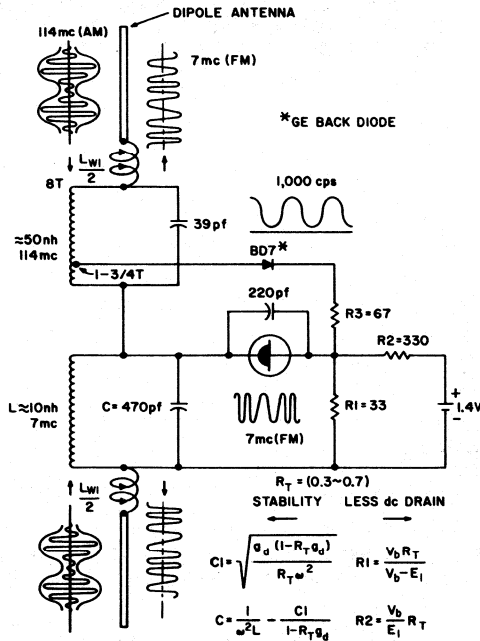 DIPOLE ANTENNA
114mc (AM)
7mc (FM)
*GE BACK DIODE
LWI/2
8T
1,000 cps
39pf
≈50nh
114mc
BD7*
1-3/4T
220pf
R3=67
R2=330
L≈10nh
7mc
C=470pf
R1=33
+
1.4V
-
7mc(FM)
LWI/2
RT = (0.3~0.7)
STABILITY
LESS dc DRAIN
C1 = √(gd (1-RTgd) / RTω²)
R1 = VbRT / Vb-E1
C = 1/ω²L - C1/1-RTgd
R2 = Vb/E1 RT